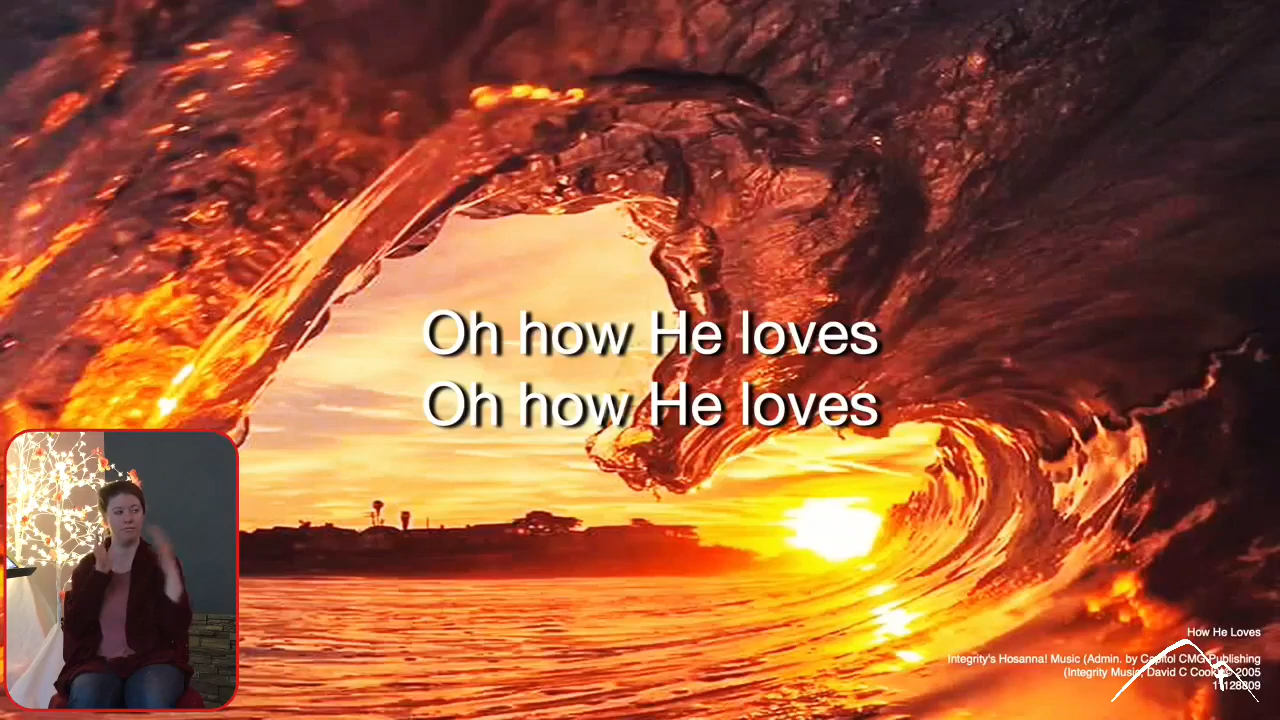 Oh how He loves
Oh how He loves
How He Loves
Integrity's Hosanna! Music (Admin. by Capitol CMG Publishing
(Integrity Music, David C Cook)© 2005